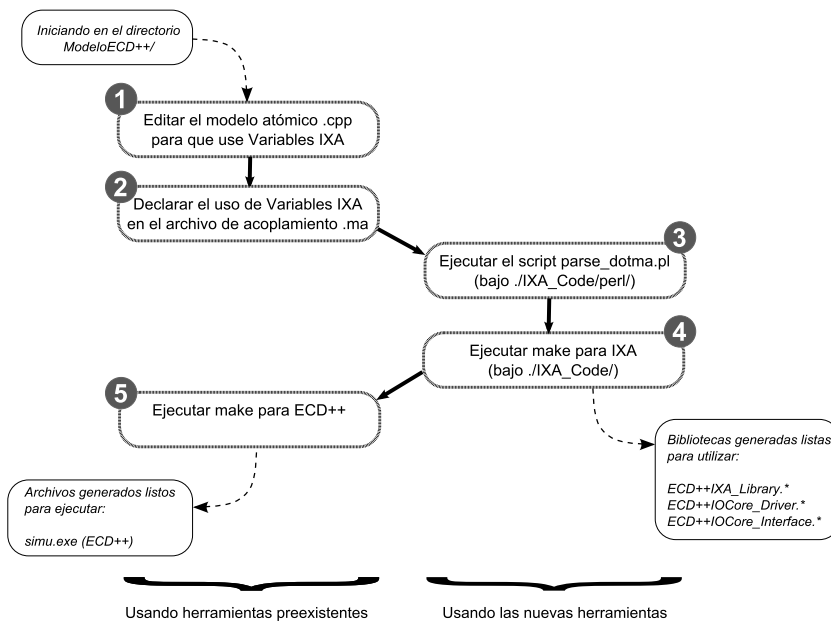 Iniciando en el directorio
ModeloECD++/
1
Editar el modelo atómico .cpp
para que use Variables IXA
2
Declarar el uso de Variables IXA
en el archivo de acoplamiento .ma
3
Ejecutar el script parse_dotma.pl
(bajo ./IXA_Code/perl/)
4
Ejecutar make para IXA
(bajo ./IXA_Code/)
5
Ejecutar make para ECD++
Bibliotecas generadas listas
para utilizar:
ECD++IXA_Library.*
ECD++IOCore_Driver.*
ECD++IOCore_Interface.*
Archivos generados listos
para ejecutar:
simu.exe (ECD++)
Usando herramientas preexistentes
Usando las nuevas herramientas